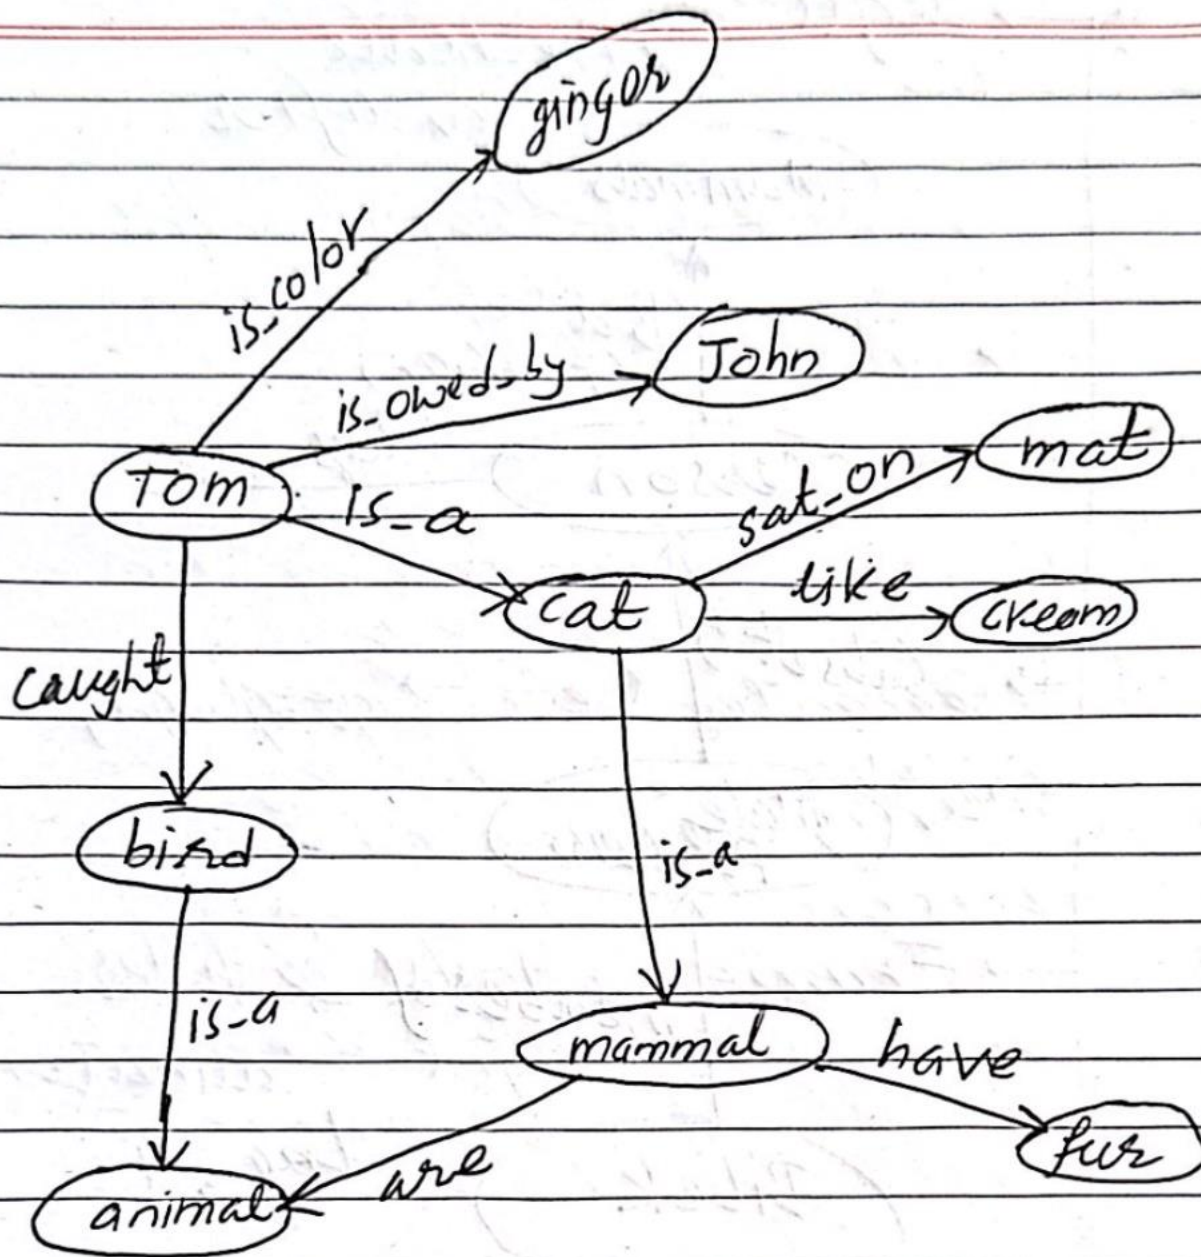 gingor
is_color
John
is_owed_by
mat
Tom
is_a
sat_on
like
cat
cream
caught
bird
is_a
is_a
mammal
have
fur
are
animal